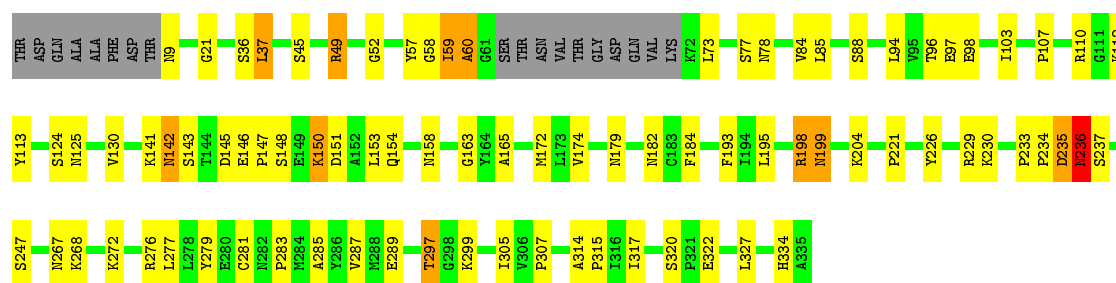 THR ASP GLN ALA ALA PHE ASP THR N9 G21 S36 L37 S45 R49 G52 Y57 G58 I59 A60 G61 SER THR ASN VAL THR GLY ASP GLN VAL LYS K72 L73 S77 N78 V84 L85 S88 L94 V95 T96 E97 E98 I103 P107 R110 G111
Y113 S124 N125 V130 K141 N142 S143 T144 D145 E146 P147 S148 E149 K150 D151 A152 L153 Q154 N158 G163 Y164 A165 M172 L173 V174 N179 N182 C183 F184 F193 I194 L195 R198 N199 K204 P221 Y226 R229 K230 P233 P234 D235 N236 S237
S247 N267 K268 K272 R276 L277 L278 Y279 E280 C281 N282 P283 M284 A285 Y286 V287 M288 E289 T297 G298 K299 I305 V306 P307 A314 P315 I316 I317 S320 P321 E322 L327 H334 A335